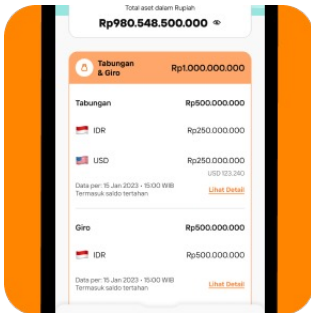 Total aset dalam Rupiah
Rp980.548.500.000
Tabungan
& Giro
Rp1.000.000.000
Tabungan
Rp500.000.000
IDR
Rp250.000.000
USD
Rp250.000.000
USD 123,240
Data per: 15 Jan 2023 - 15:00 WIB
Termasuk saldo tertahan
Lihat Detail
Giro
Rp500.000.000
IDR
Rp500.000.000
Data per: 15 Jan 2023 - 15:00 WIB
Termasuk saldo tertahan
Lihat Detail